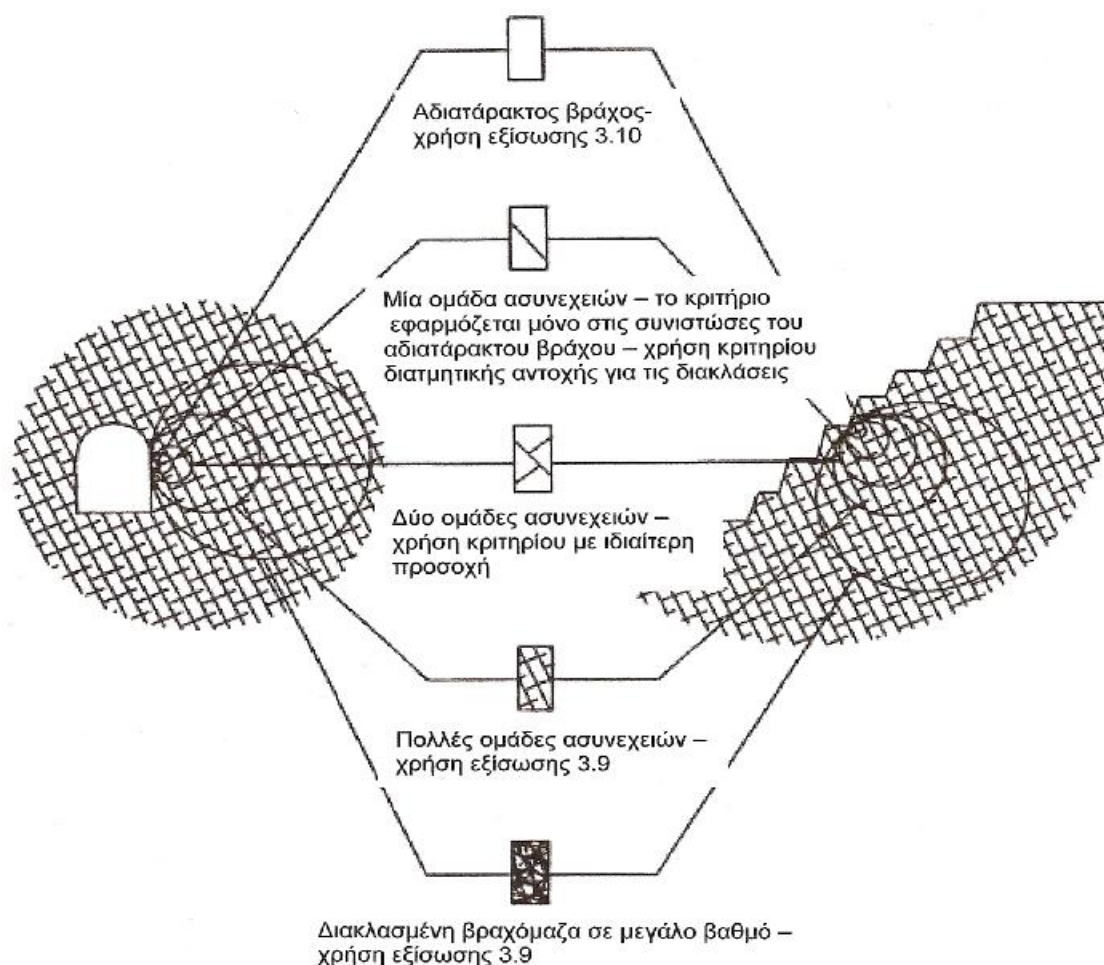 Αδιατάρακτος βράχος-
χρήση εξίσωσης 3.10
Μία ομάδα ασυνεχειών – το κριτήριο
εφαρμόζεται μόνο στις συνιστώσες του
αδιατάρακτου βράχου – χρήση κριτηρίου
διατμητικής αντοχής για τις διακλάσεις
Δύο ομάδες ασυνεχειών –
χρήση κριτηρίου με ιδιαίτερη
προσοχή
Πολλές ομάδες ασυνεχειών –
χρήση εξίσωσης 3.9
Διακλασμένη βραχόμαζα σε μεγάλο βαθμό –
χρήση εξίσωσης 3.9